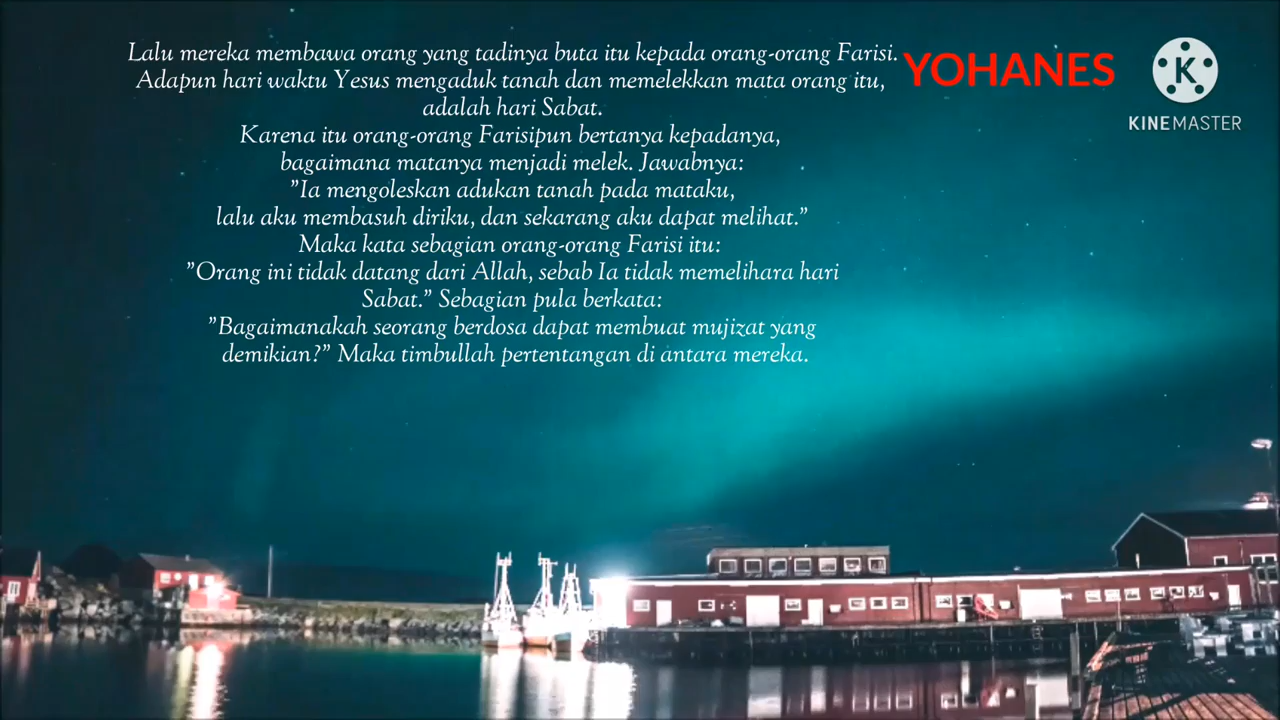 Lalu mereka membawa orang yang tadinya buta itu kepada orang-orang Farisi.
Adapun hari waktu Yesus mengaduk tanah dan memelekkan mata orang itu,
adalah hari Sabat.
Karena itu orang-orang Farisipun bertanya kepadanya,
bagaimana matanya menjadi melek. Jawabnya:
”Ia mengoleskan adukan tanah pada mataku,
lalu aku membasuh diriku, dan sekarang aku dapat melihat.”
Maka kata sebagian orang-orang Farisi itu:
”Orang ini tidak datang dari Allah, sebab Ia tidak memelihara hari
Sabat.” Sebagian pula berkata:
”Bagaimanakah seorang berdosa dapat membuat mujizat yang
demikian?” Maka timbullah pertentangan di antara mereka.
YOHANES
K
KINEMASTER